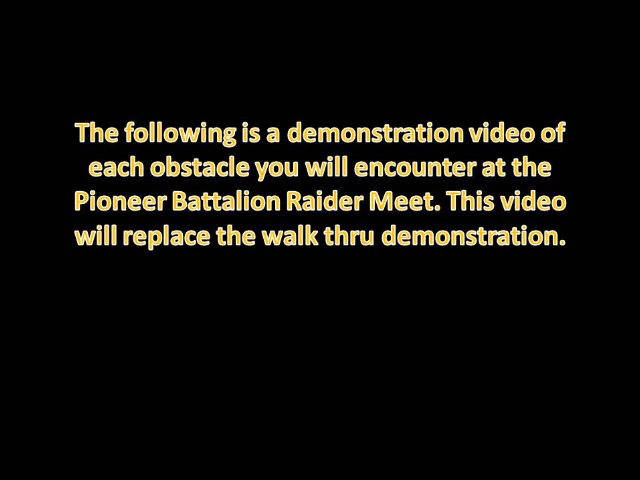 The following is a demonstration video of
each obstacle you will encounter at the
Pioneer Battalion Raider Meet. This video
will replace the walk thru demonstration.